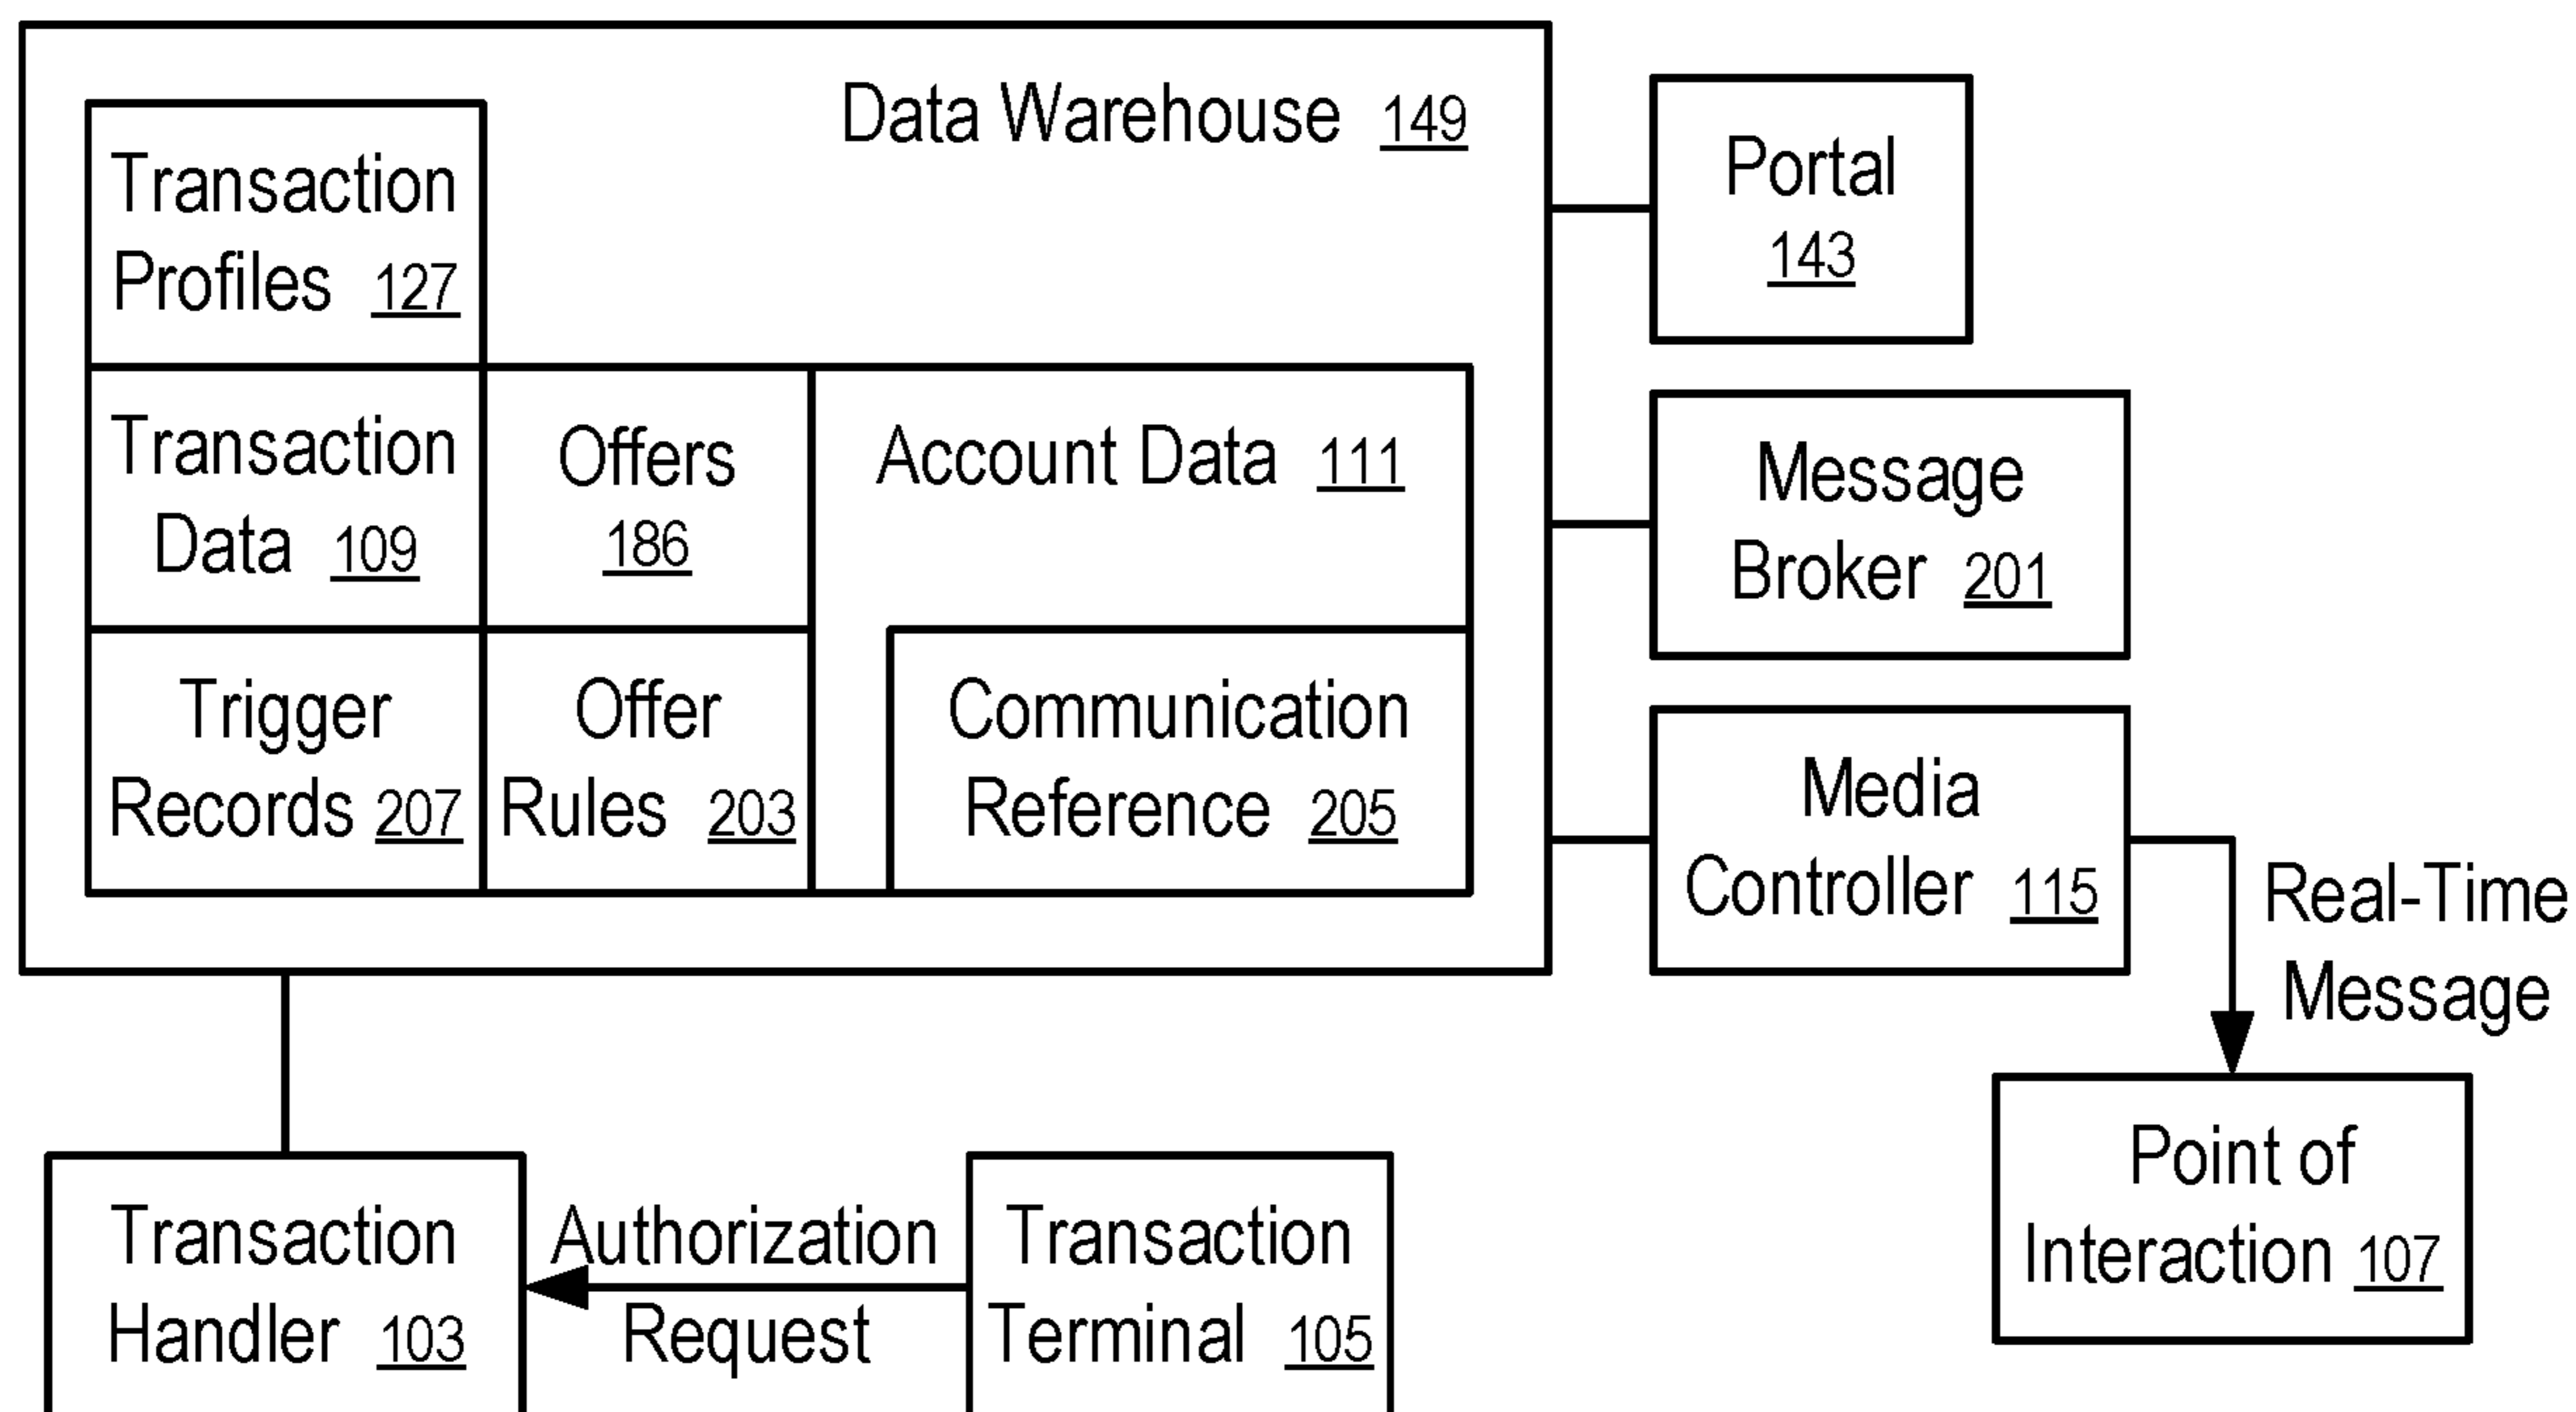 Data Warehouse 149
Transaction
Profiles 127
Transaction
Data 109
Offers
186
Account Data 111
Trigger
Records 207
Offer
Rules 203
Communication
Reference 205
Portal
143
Message
Broker 201
Media
Controller 115
Real-Time
Message
Point of
Interaction 107
Transaction
Handler 103
Authorization
Request
Transaction
Terminal 105